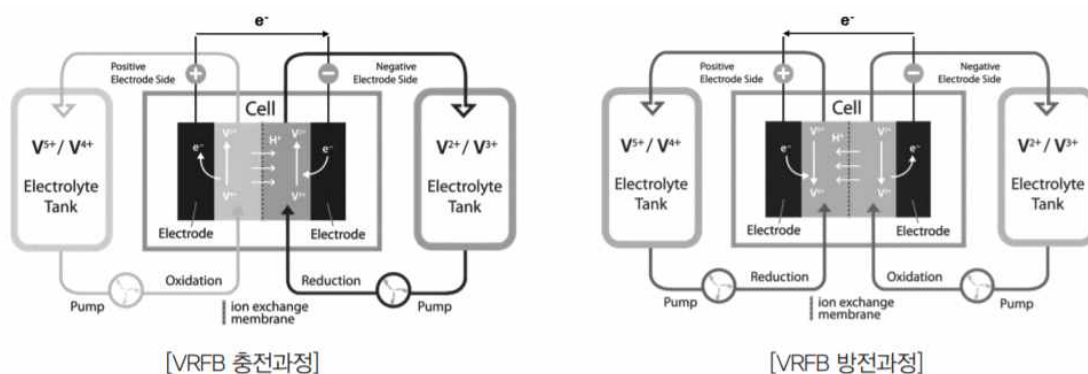 e⁻
Positive
Electrode Side
+
−
Negative
Electrode Side
Cell
V⁵⁺/ V⁴⁺
Electrolyte
Tank
e⁻
H⁺
e⁻
V²⁺/ V³⁺
Electrolyte
Tank
Electrode
Electrode
Oxidation
Reduction
Pump
Pump
ion exchange
membrane
[VRFB 충전과정]
e⁻
Positive
Electrode Side
+
−
Negative
Electrode Side
Cell
V⁵⁺/ V⁴⁺
Electrolyte
Tank
e⁻
H⁺
e⁻
V²⁺/ V³⁺
Electrolyte
Tank
Electrode
Electrode
Reduction
Oxidation
Pump
Pump
ion exchange
membrane
[VRFB 방전과정]